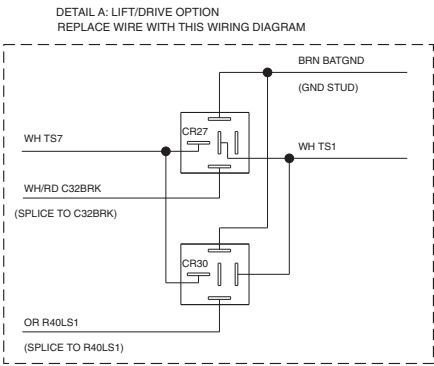 DETAIL A: LIFT/DRIVE OPTION
REPLACE WIRE WITH THIS WIRING DIAGRAM
BRN BATGND
(GND STUD)
CR27
WH TS7
WH TS1
WH/RD C32BRK
(SPLICE TO C32BRK)
CR30
OR R40LS1
(SPLICE TO R40LS1)